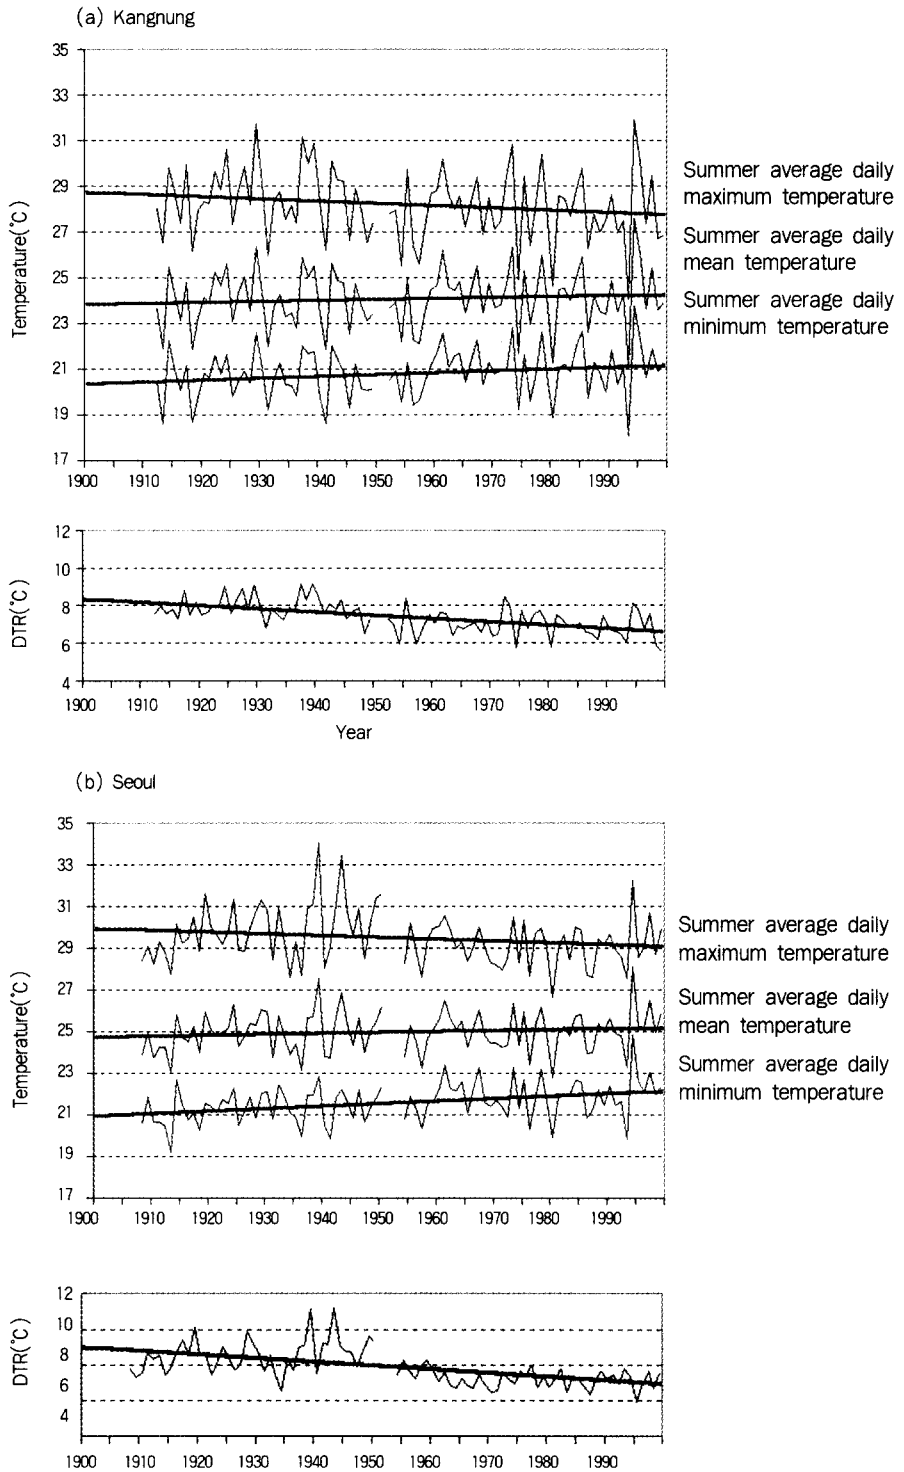 (a) Kangnung
35
33
31
29
27
25
23
21
19
17
Temperature(℃)
1900 1910 1920 1930 1940 1950 1960 1970 1980 1990
Summer average daily
maximum temperature
Summer average daily
mean temperature
Summer average daily
minimum temperature
12
10
8
6
4
DTR(℃)
1900 1910 1920 1930 1940 1950 1960 1970 1980 1990
Year
(b) Seoul
35
33
31
29
27
25
23
21
19
17
Temperature(℃)
1900 1910 1920 1930 1940 1950 1960 1970 1980 1990
Summer average daily
maximum temperature
Summer average daily
mean temperature
Summer average daily
minimum temperature
12
10
8
6
4
DTR(℃)
1900 1910 1920 1930 1940 1950 1960 1970 1980 1990